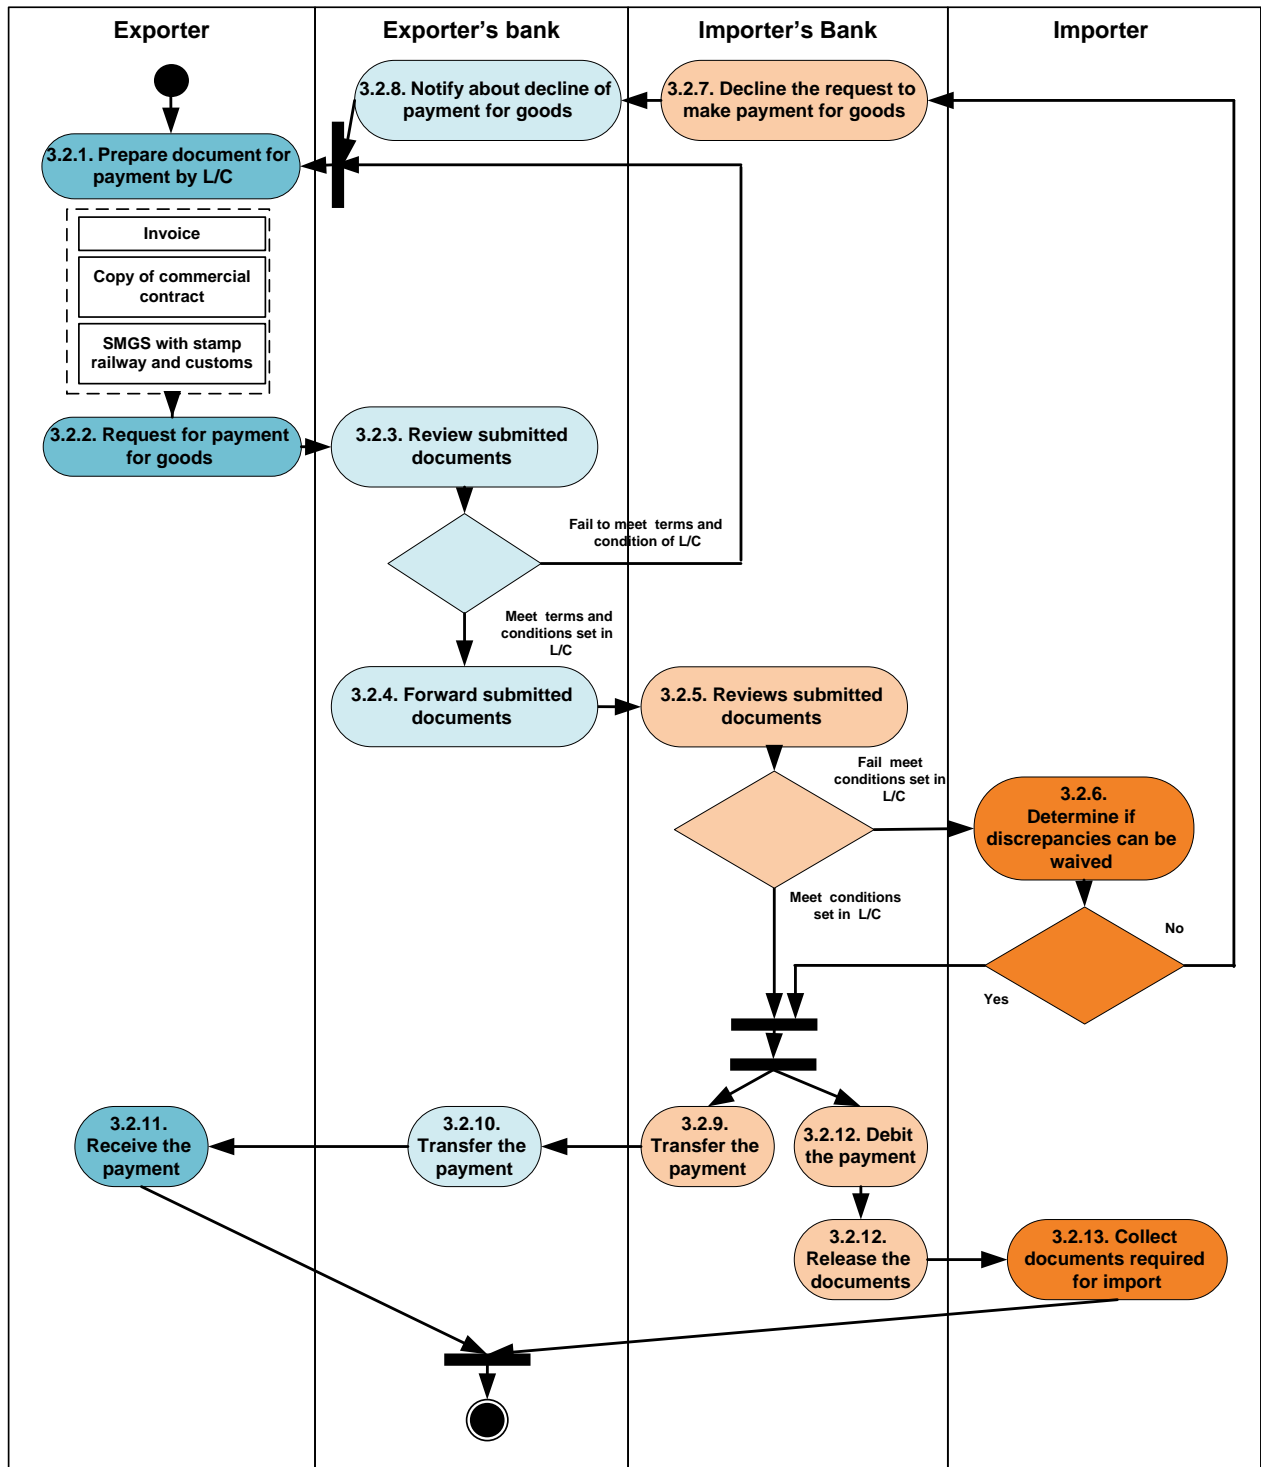 Exporter
Exporter’s bank
Importer’s Bank
Importer
3.2.8. Notify about decline of
payment for goods
3.2.7. Decline the request to
make payment for goods
3.2.1. Prepare document for
payment by L/C
Invoice
Copy of commercial
contract
SMGS with stamp
railway and customs
3.2.2. Request for payment
for goods
3.2.3. Review submitted
documents
Fail to meet terms and
condition of L/C
Meet terms and
conditions set in
L/C
3.2.4. Forward submitted
documents
3.2.5. Reviews submitted
documents
Fail meet
conditions set in
L/C
3.2.6.
Determine if
discrepancies can be
waived
Meet conditions
set in L/C
No
Yes
3.2.11.
Receive the
payment
3.2.10.
Transfer the
payment
3.2.9.
Transfer the
payment
3.2.12. Debit
the payment
3.2.12.
Release the
documents
3.2.13. Collect
documents required
for import